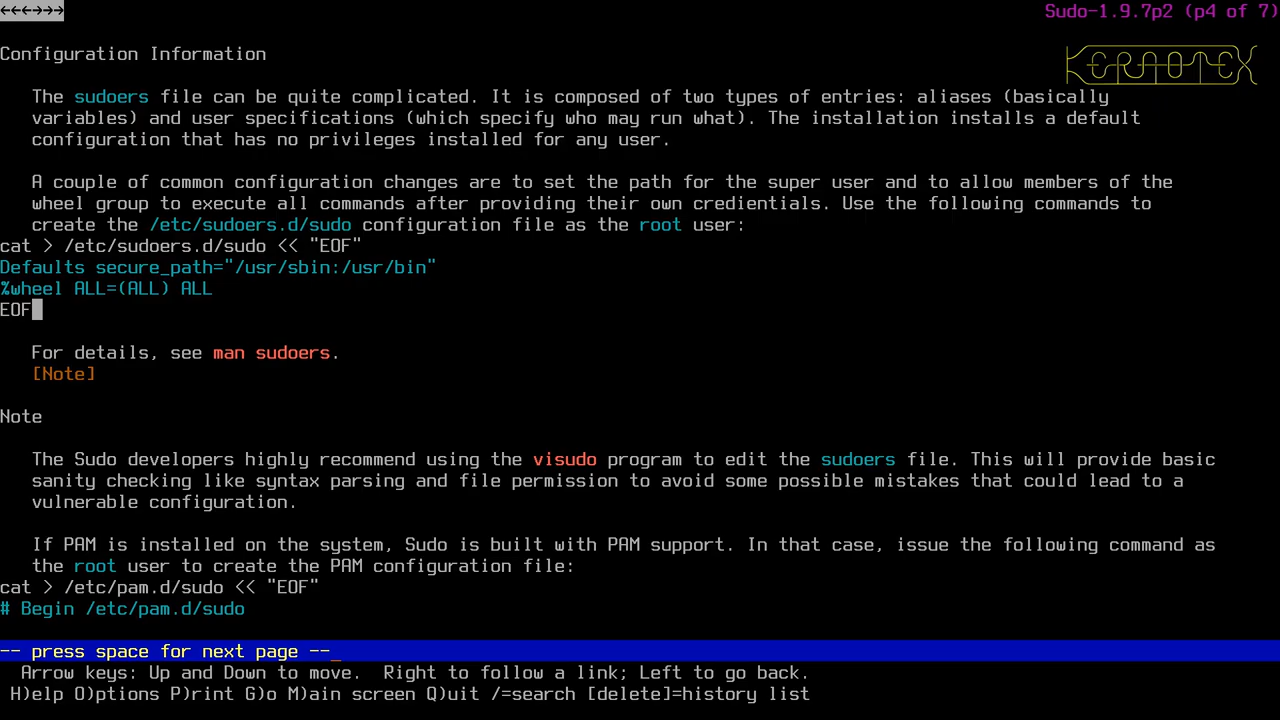 ←←←→→→ Sudo-1.9.7p2 (p4 of 7)
Configuration Information
KERNOTEX
The sudoers file can be quite complicated. It is composed of two types of entries: aliases (basically
variables) and user specifications (which specify who may run what). The installation installs a default
configuration that has no privileges installed for any user.
A couple of common configuration changes are to set the path for the super user and to allow members of the
wheel group to execute all commands after providing their own credentials. Use the following commands to
create the /etc/sudoers.d/sudo configuration file as the root user:
cat > /etc/sudoers.d/sudo << "EOF"
Defaults secure_path="/usr/sbin:/usr/bin"
%wheel ALL=(ALL) ALL
EOF
For details, see man sudoers.
[Note]
Note
The Sudo developers highly recommend using the visudo program to edit the sudoers file. This will provide basic
sanity checking like syntax parsing and file permission to avoid some possible mistakes that could lead to a
vulnerable configuration.
If PAM is installed on the system, Sudo is built with PAM support. In that case, issue the following command as
the root user to create the PAM configuration file:
cat > /etc/pam.d/sudo << "EOF"
# Begin /etc/pam.d/sudo
-- press space for next page --
Arrow keys: Up and Down to move. Right to follow a link; Left to go back.
H)elp O)ptions P)rint G)o M)ain screen Q)uit /=search [delete]=history list